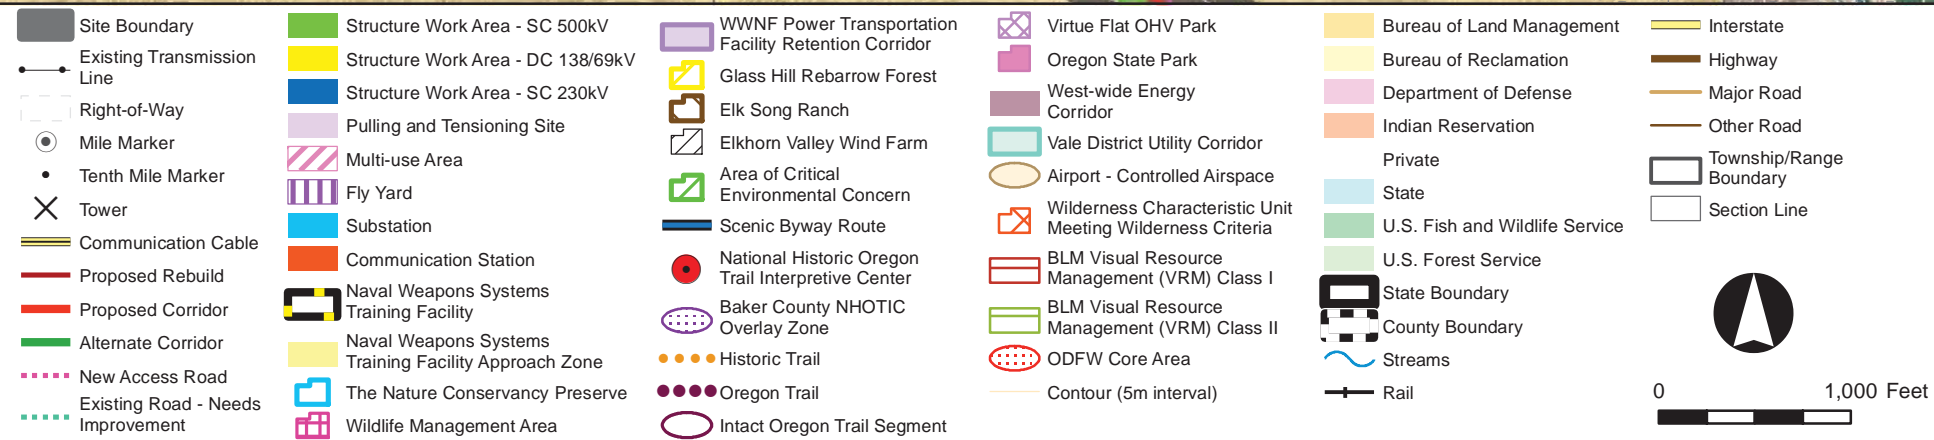 Site Boundary
Existing Transmission
Line
Right-of-Way
Mile Marker
Tenth Mile Marker
Tower
Communication Cable
Proposed Rebuild
Proposed Corridor
Alternate Corridor
New Access Road
Existing Road - Needs
Improvement
Structure Work Area - SC 500kV
Structure Work Area - DC 138/69kV
Structure Work Area - SC 230kV
Pulling and Tensioning Site
Multi-use Area
Fly Yard
Substation
Communication Station
Naval Weapons Systems
Training Facility
Naval Weapons Systems
Training Facility Approach Zone
The Nature Conservancy Preserve
Wildlife Management Area
WWNF Power Transportation
Facility Retention Corridor
Glass Hill Rebarrow Forest
Elk Song Ranch
Elkhorn Valley Wind Farm
Area of Critical
Environmental Concern
Scenic Byway Route
National Historic Oregon
Trail Interpretive Center
Baker County NHOTIC
Overlay Zone
Historic Trail
Oregon Trail
Intact Oregon Trail Segment
Virtue Flat OHV Park
Oregon State Park
West-wide Energy
Corridor
Vale District Utility Corridor
Airport - Controlled Airspace
Wilderness Characteristic Unit
Meeting Wilderness Criteria
BLM Visual Resource
Management (VRM) Class I
BLM Visual Resource
Management (VRM) Class II
ODFW Core Area
Contour (5m interval)
Bureau of Land Management
Bureau of Reclamation
Department of Defense
Indian Reservation
Private
State
U.S. Fish and Wildlife Service
U.S. Forest Service
State Boundary
County Boundary
Streams
Rail
Interstate
Highway
Major Road
Other Road
Township/Range
Boundary
Section Line
0 1,000 Feet